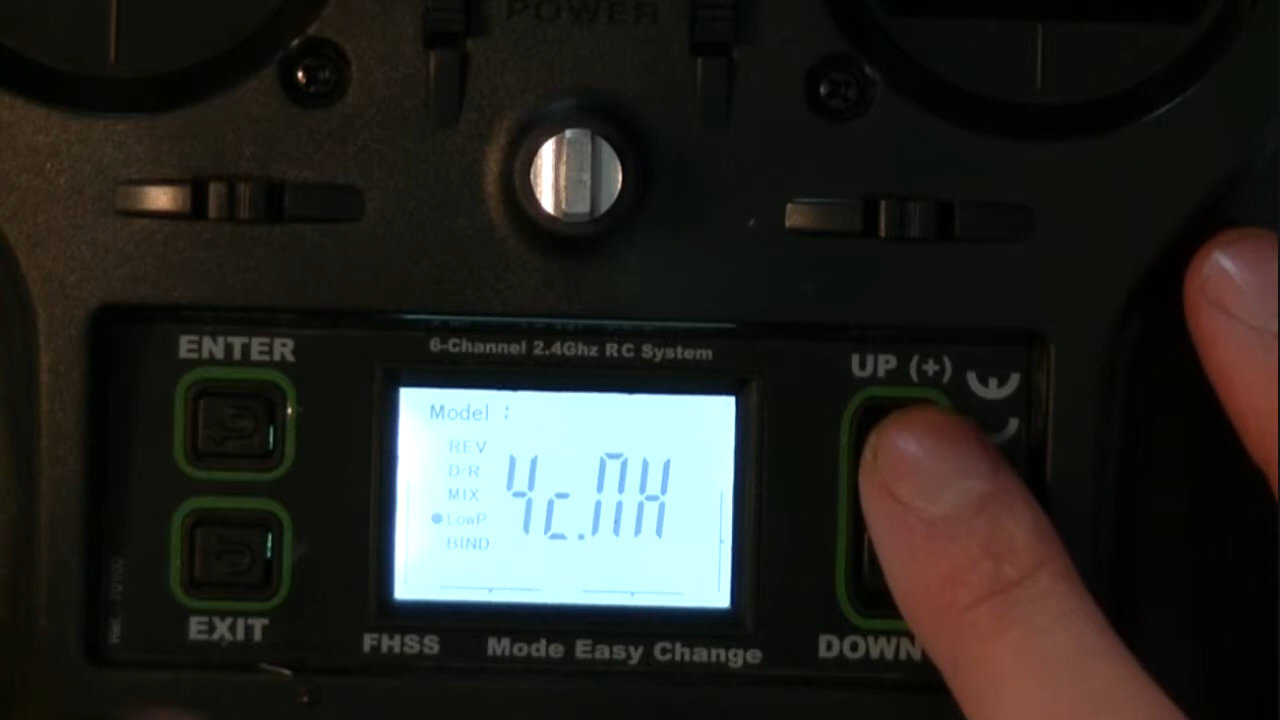 POWER
ENTER
6-Channel 2.4Ghz RC System
UP (+)
Model :
REV
D/R
MIX
LowP.
BIND
4c.
EXIT
FHSS
Mode Easy Change
DOWN